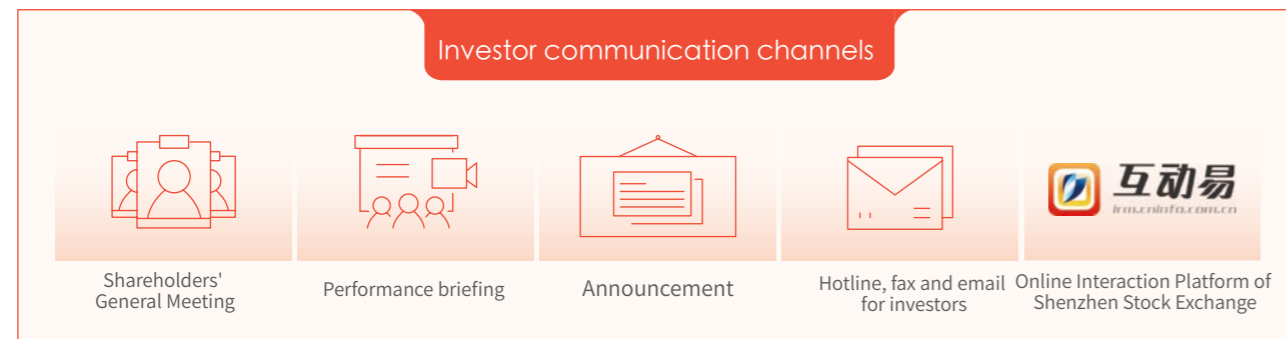 Investor communication channels
互动易
irm.cninfo.com.cn
Shareholders'
General Meeting
Performance briefing
Announcement
Hotline, fax and email
for investors
Online Interaction Platform of
Shenzhen Stock Exchange